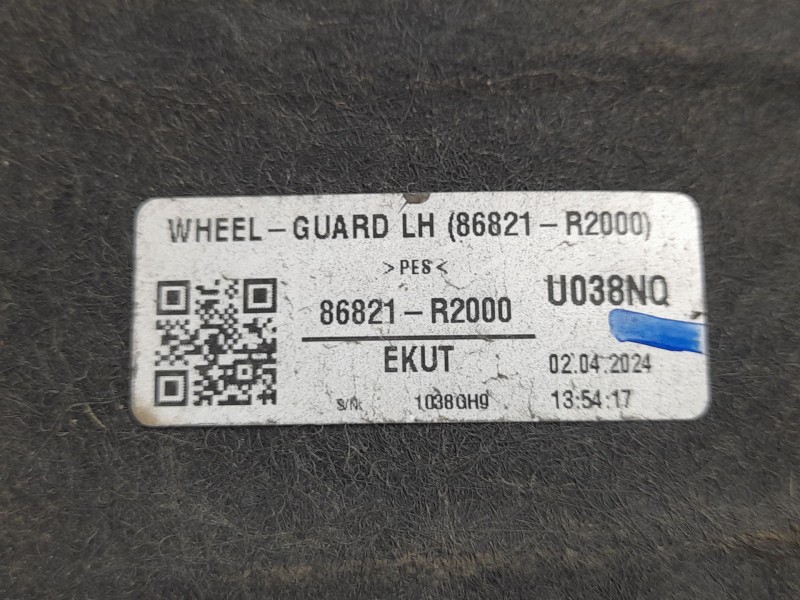 WHEEL-GUARD LH (86821-R2000)
>PES<
86821-R2000
U038NQ
EKUT
02.04.2024
S/N: 1038GH9
13:54:17